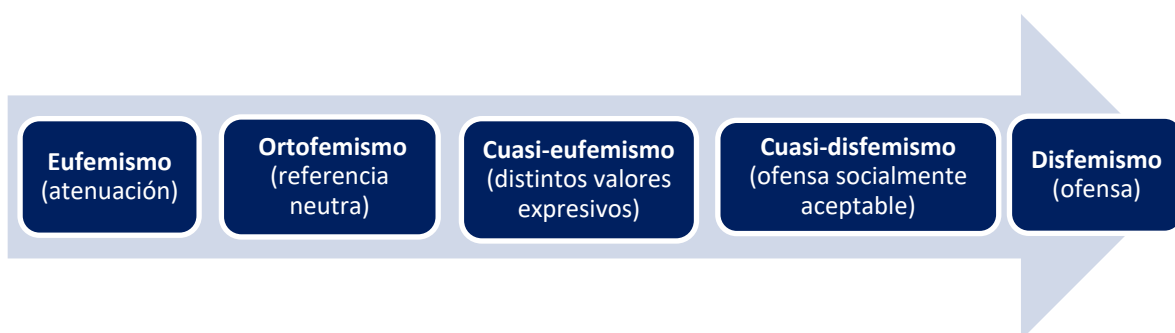 Eufemismo
(atenuación)
Ortofemismo
(referencia
neutra)
Cuasi-eufemismo
(distintos valores
expresivos)
Cuasi-disfemismo
(ofensa socialmente
aceptable)
Disfemismo
(ofensa)